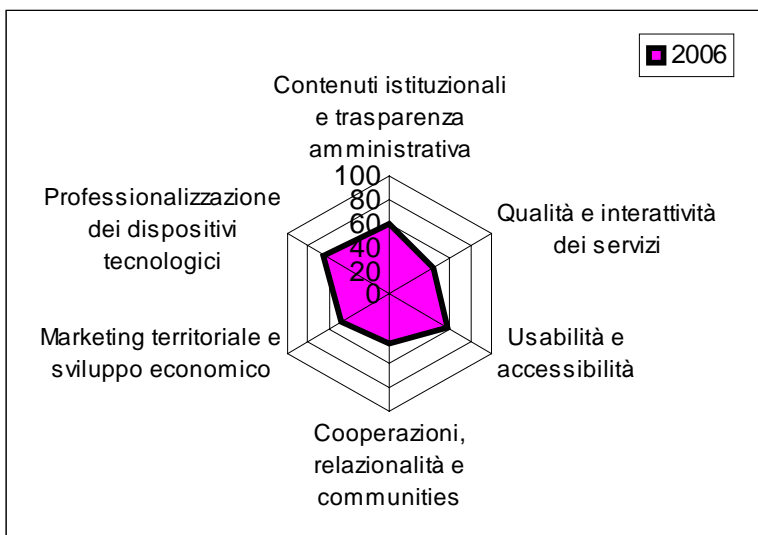 2006
Contenuti istituzionali
e trasparenza
amministrativa
100
80
60
40
20
0
Qualità e interattività
dei servizi
Usabilità e
accessibilità
Cooperazioni,
relazionalità e
communities
Marketing territoriale e
sviluppo economico
Professionalizzazione
dei dispositivi
tecnologici